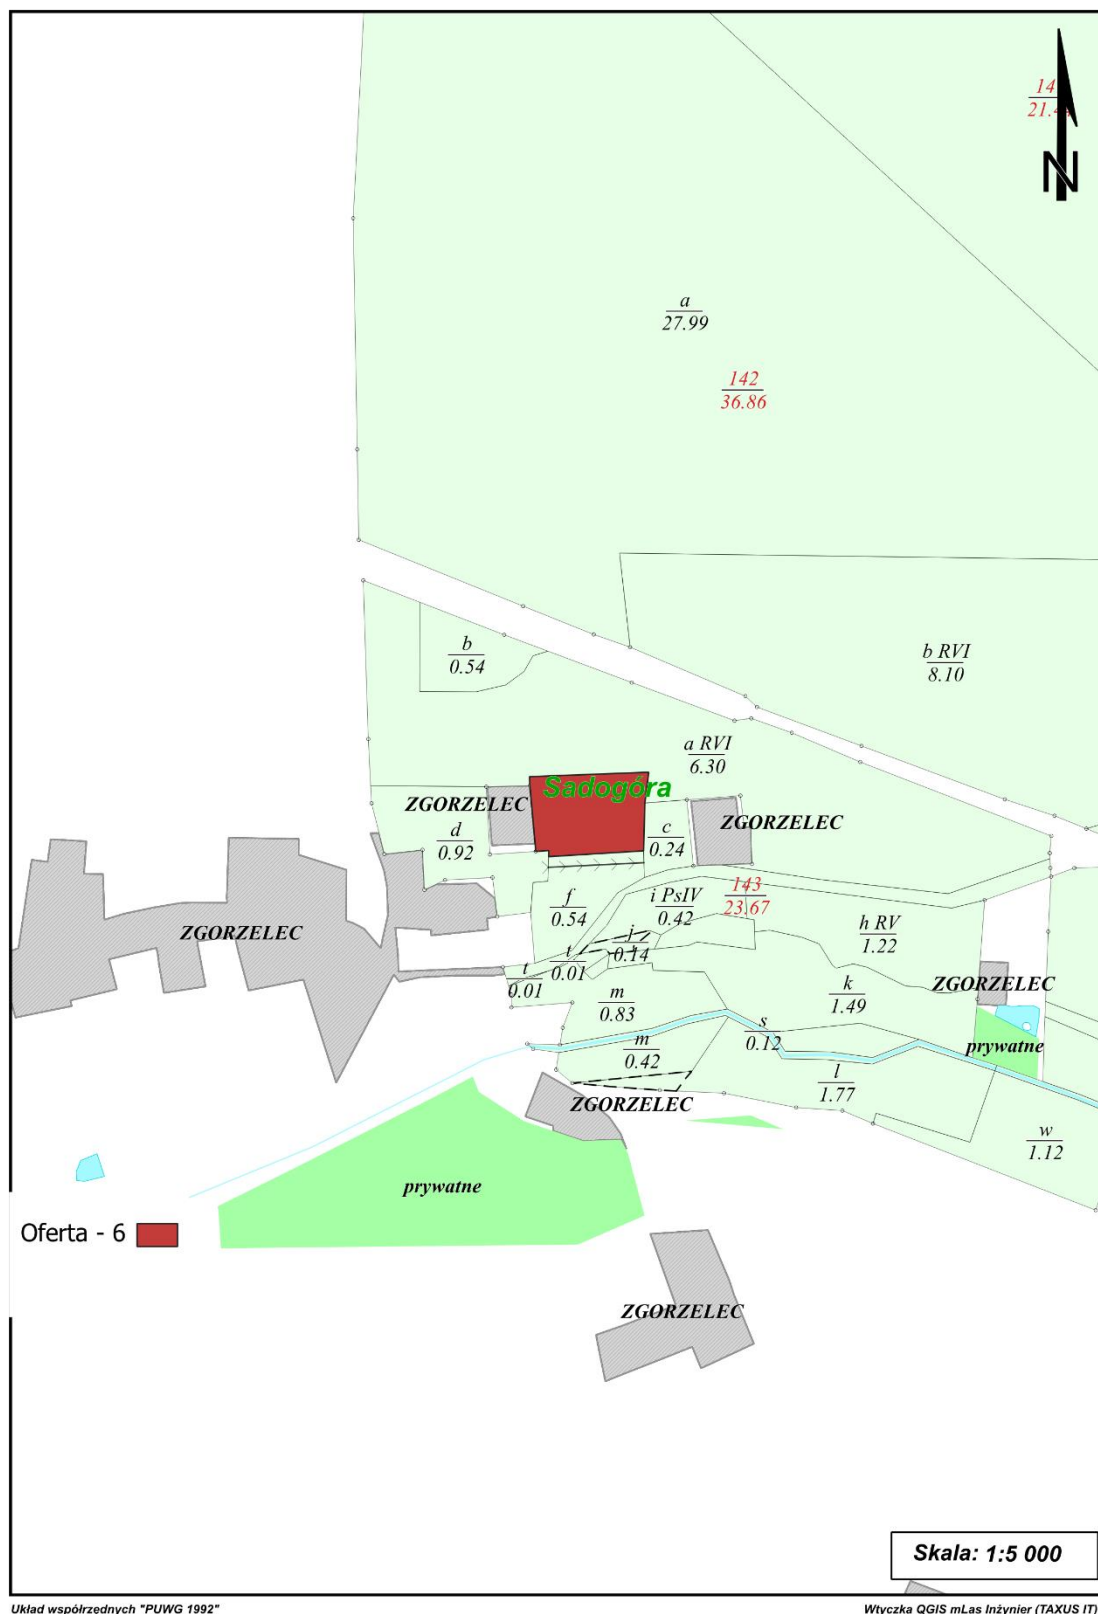 14
N
a
27.99
142
36.86
b
0.54
b RVI
8.10
a RVI
6.30
Sadogóra
ZGORZELEC
ZGORZELEC
d
0.92
c
0.24
143
23.67
f
0.54
i PsIV
0.42
h RV
1.22
ZGORZELEC
j
0.14
t
0.01
t
0.01
ZGORZELEC
k
1.49
m
0.83
s
0.12
m
0.42
prywatne
l
1.77
ZGORZELEC
w
1.12
prywatne
Oferta - 6
ZGORZELEC
Skala: 1:5 000
Układ współrzędnych "PUWG 1992"
Wtyczka QGIS mLas Inżynier (TAXUS IT)